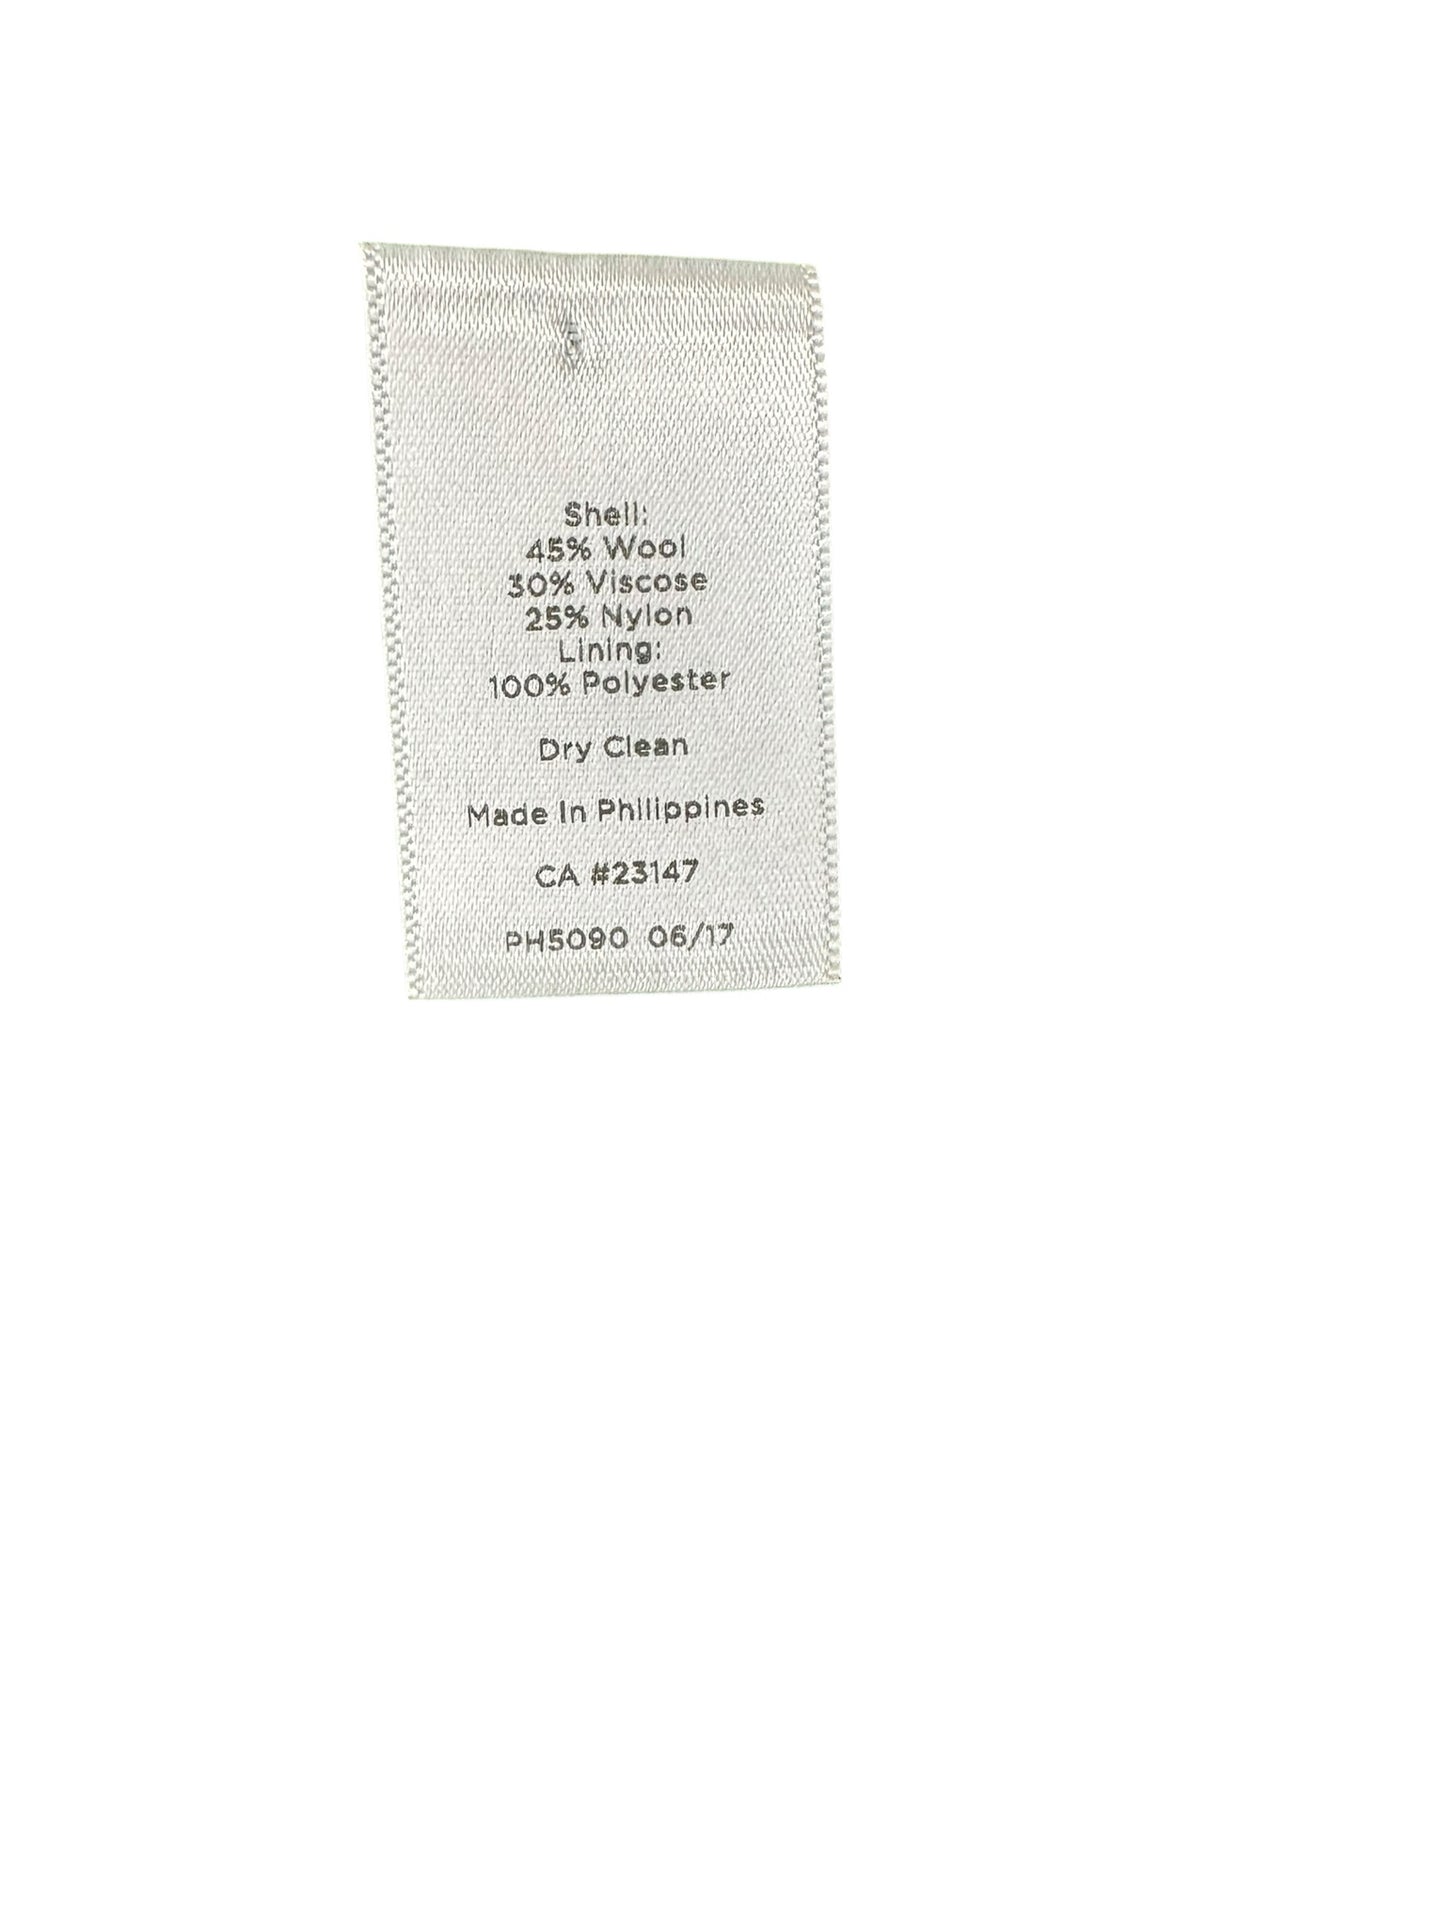 Shell:
45% Wool
30% Viscose
25% Nylon
Lining:
100% Polyester
Dry Clean
Made In Philippines
CA #23147
PH5090 06/17